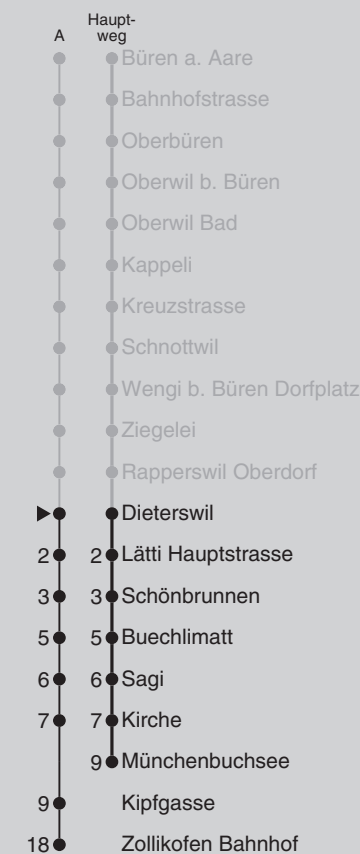 A Haupt-
weg
Büren a. Aare
Bahnhofstrasse
Oberbüren
Oberwil b. Büren
Oberwil Bad
Kappeli
Kreuzstrasse
Schnottwil
Wengi b. Büren Dorfplatz
Ziegelei
Rapperswil Oberdorf
Dieterswil
2 2 Lätti Hauptstrasse
3 3 Schönbrunnen
5 5 Buechlimatt
6 6 Sagi
7 7 Kirche
9 Münchenbuchsee
9 Kipfgasse
18 Zollikofen Bahnhof